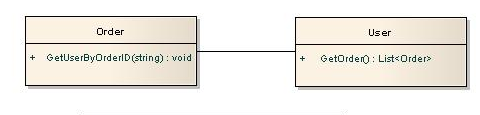 Order
+ GetUserByOrderID(string) : void
User
+ GetOrder() : List<Order>